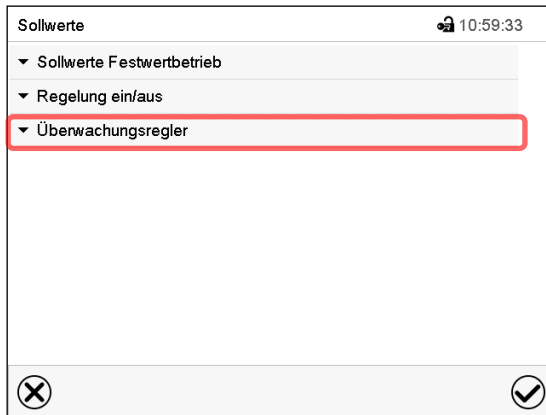 Sollwerte 10:59:33
Sollwerte Festwertbetrieb
Regelung ein/aus
Überwachungsregler